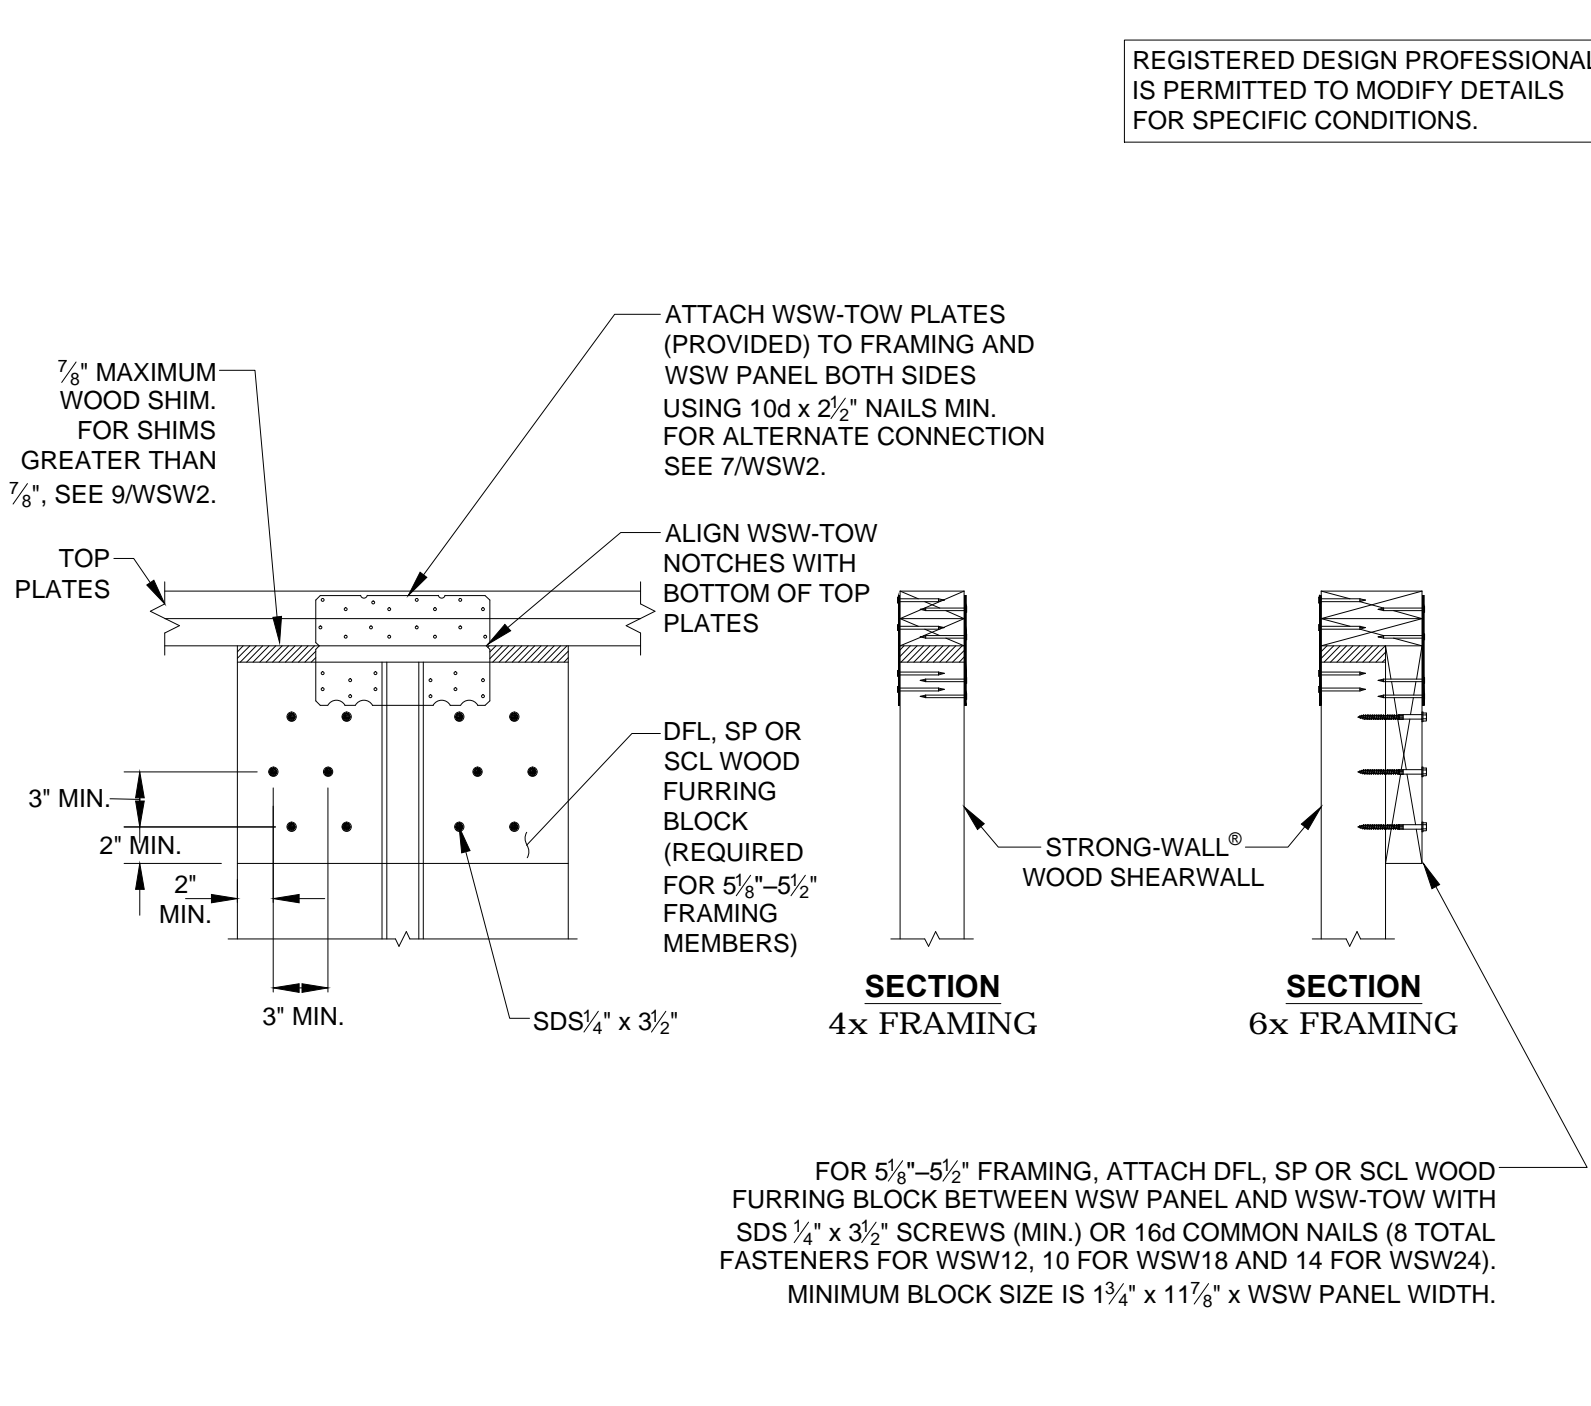 REGISTERED DESIGN PROFESSIONAL
IS PERMITTED TO MODIFY DETAILS
FOR SPECIFIC CONDITIONS.
ATTACH WSW-TOW PLATES
(PROVIDED) TO FRAMING AND
WSW PANEL BOTH SIDES
USING 10d x 2½" NAILS MIN.
FOR ALTERNATE CONNECTION
SEE 7/WSW2.
⅞" MAXIMUM
WOOD SHIM.
FOR SHIMS
GREATER THAN
⅞", SEE 9/WSW2.
ALIGN WSW-TOW
NOTCHES WITH
BOTTOM OF TOP
PLATES
TOP
PLATES
DFL, SP OR
SCL WOOD
FURRING
BLOCK
(REQUIRED
FOR 5⅛"–5½"
FRAMING
MEMBERS)
3" MIN.
2" MIN.
2"
MIN.
3" MIN.
SDS¼" x 3½"
STRONG-WALL®
WOOD SHEARWALL
SECTION
4x FRAMING
SECTION
6x FRAMING
FOR 5⅛"–5½" FRAMING, ATTACH DFL, SP OR SCL WOOD
FURRING BLOCK BETWEEN WSW PANEL AND WSW-TOW WITH
SDS ¼" x 3½" SCREWS (MIN.) OR 16d COMMON NAILS (8 TOTAL
FASTENERS FOR WSW12, 10 FOR WSW18 AND 14 FOR WSW24).
MINIMUM BLOCK SIZE IS 1¾" x 11⅞" x WSW PANEL WIDTH.